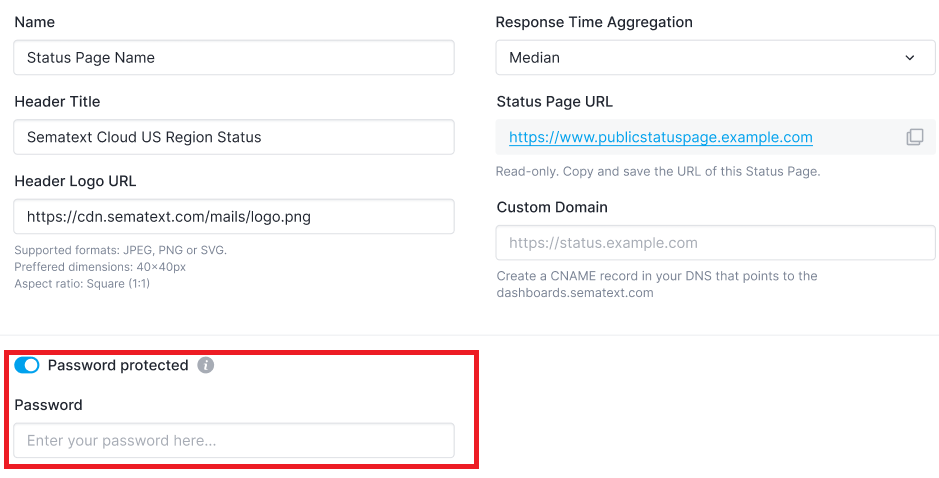 Name
Status Page Name
Header Title
Sematext Cloud US Region Status
Header Logo URL
https://cdn.sematext.com/mails/logo.png
Supported formats: JPEG, PNG or SVG.
Preffered dimensions: 40×40px
Aspect ratio: Square (1:1)
Response Time Aggregation
Median
Status Page URL
https://www.publicstatuspage.example.com
Read-only. Copy and save the URL of this Status Page.
Custom Domain
https://status.example.com
Create a CNAME record in your DNS that points to the
dashboards.sematext.com
Password protected i
Password
Enter your password here...